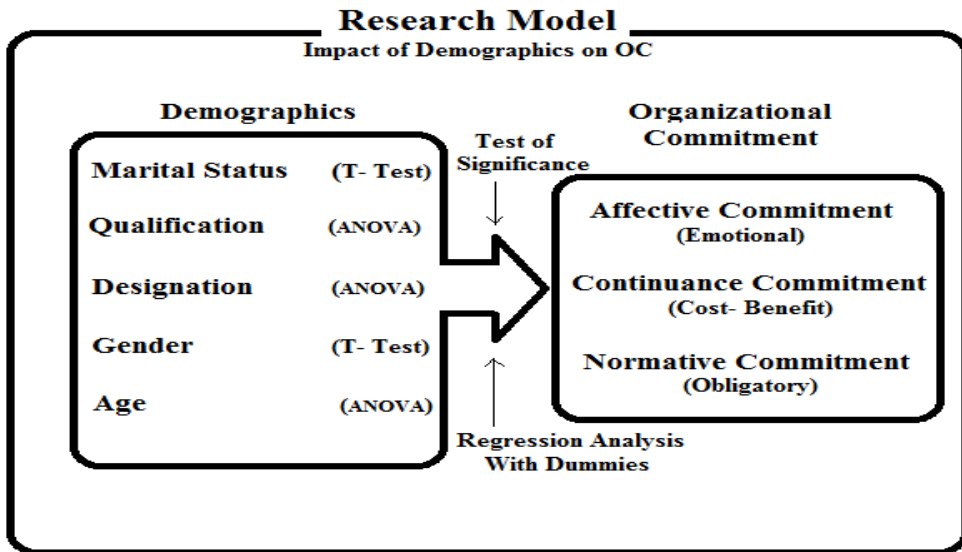 Research Model
Impact of Demographics on OC
Demographics
Marital Status (T- Test)
Qualification (ANOVA)
Designation (ANOVA)
Gender (T- Test)
Age (ANOVA)
Test of
Significance
Regression Analysis
With Dummies
Organizational
Commitment
Affective Commitment
(Emotional)
Continuance Commitment
(Cost- Benefit)
Normative Commitment
(Obligatory)